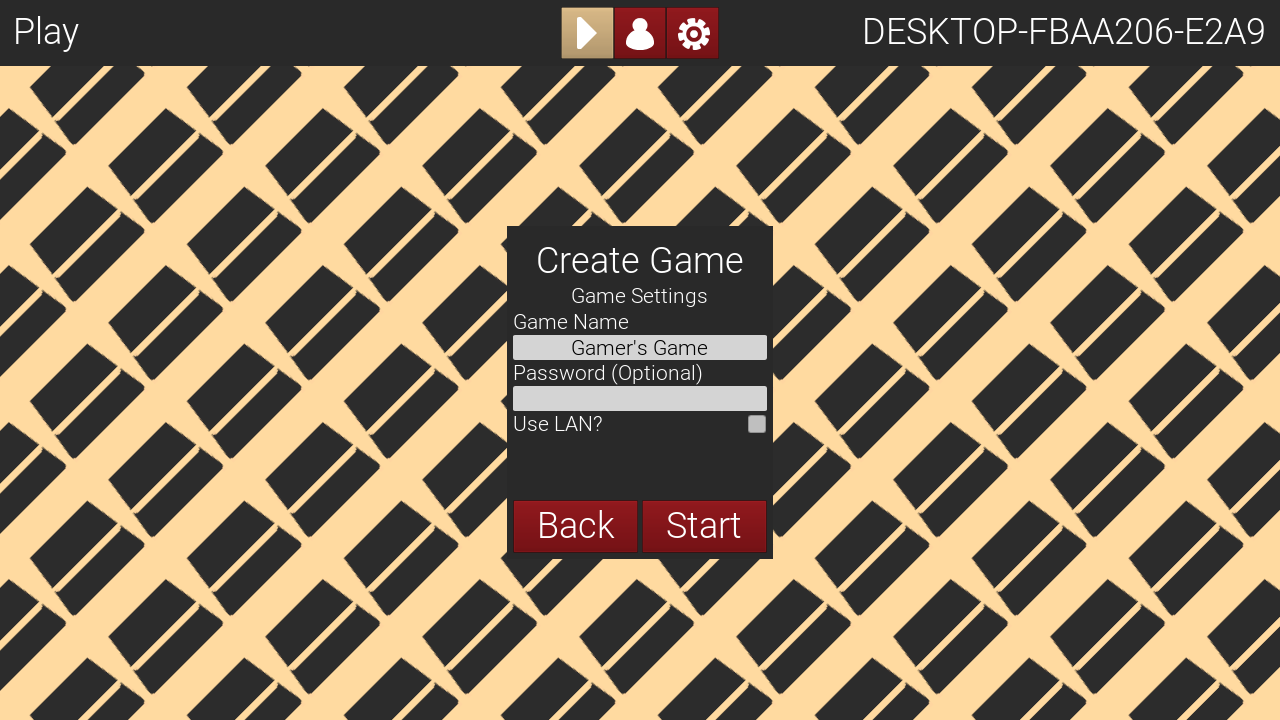 Play
DESKTOP-FBAA206-E2A9
Create Game
Game Settings
Game Name
Gamer's Game
Password (Optional)
Use LAN?
Back
Start